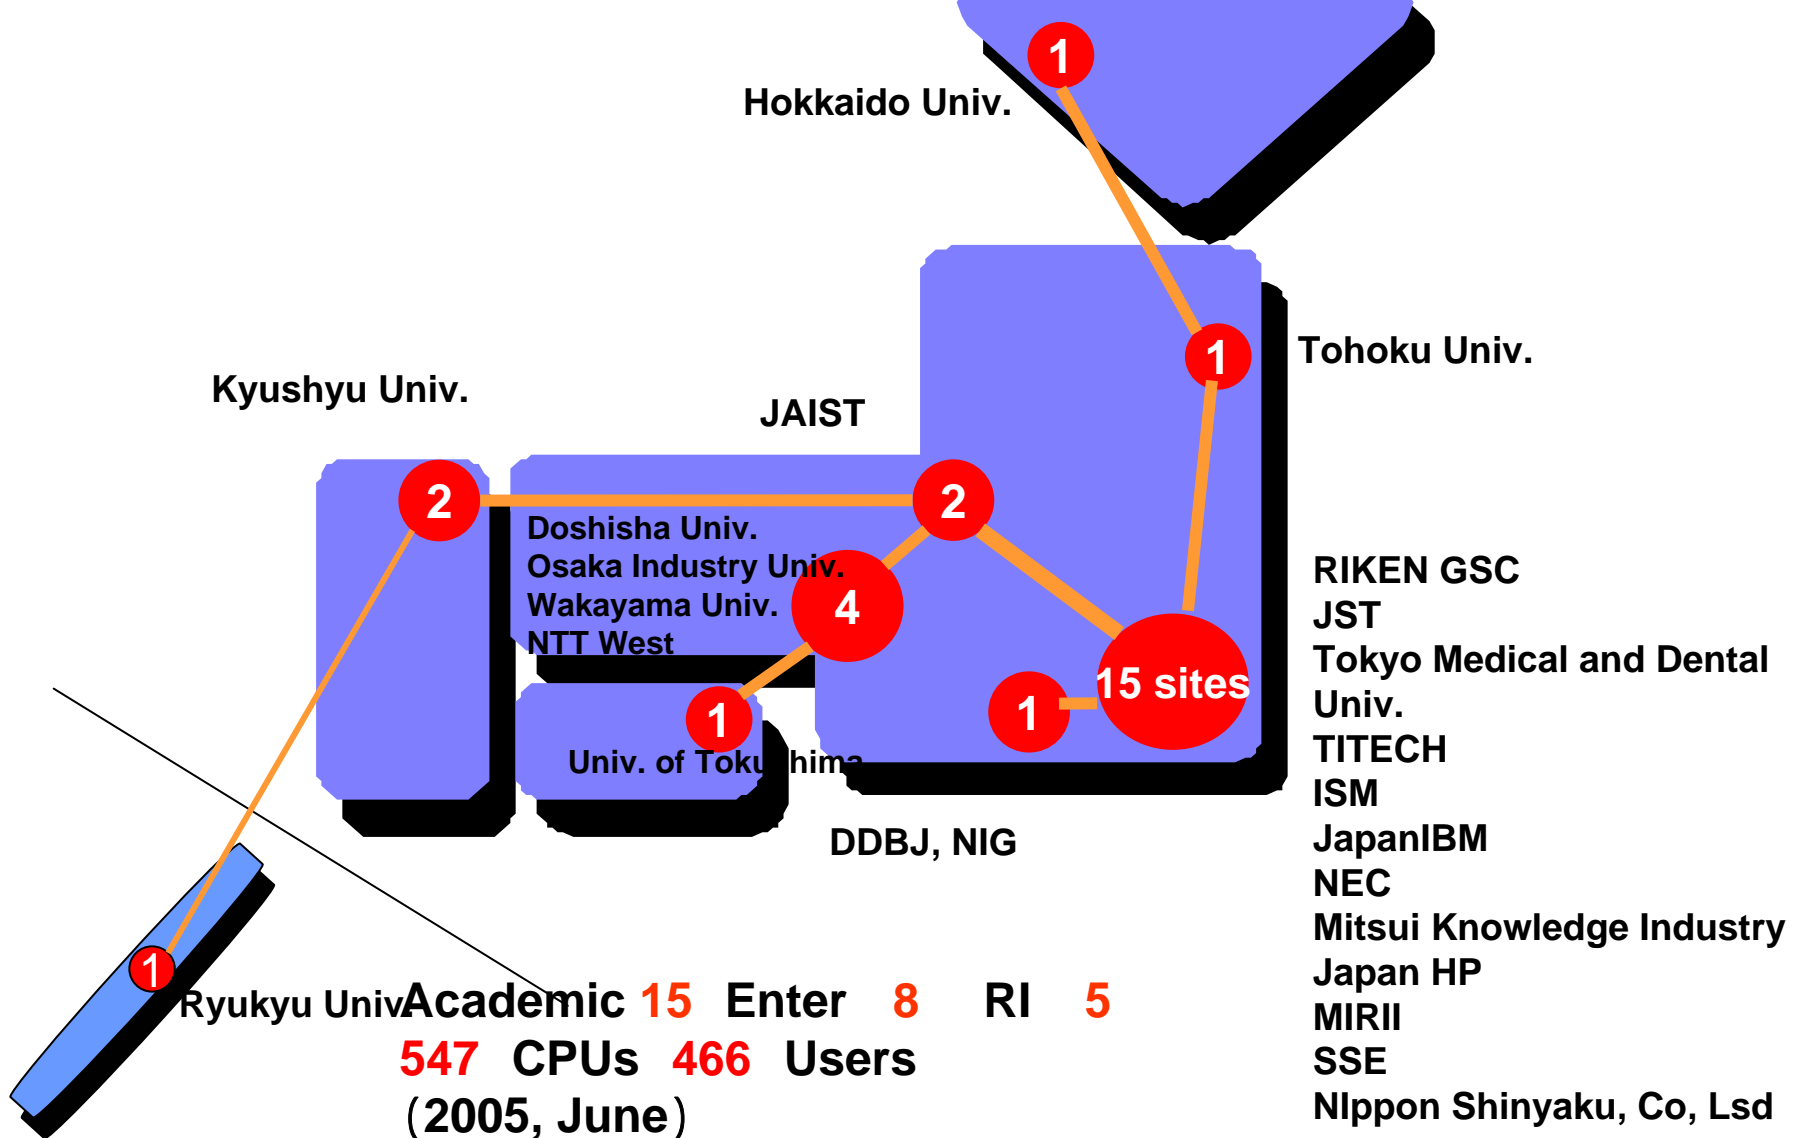 1
Hokkaido Univ.
1
Tohoku Univ.
Kyushyu Univ.
JAIST
2
2
Doshisha Univ.
Osaka Industry Univ.
Wakayama Univ.
NTT West
4
15 sites
1
1
Univ. of Tokushima
DDBJ, NIG
RIKEN GSC
JST
Tokyo Medical and Dental
Univ.
TITECH
ISM
JapanIBM
NEC
Mitsui Knowledge Industry
Japan HP
MIRII
SSE
NIppon Shinyaku, Co, Lsd
1
Ryukyu Univ.
Academic 15 Enter 8 RI 5
547 CPUs 466 Users
(2005, June)